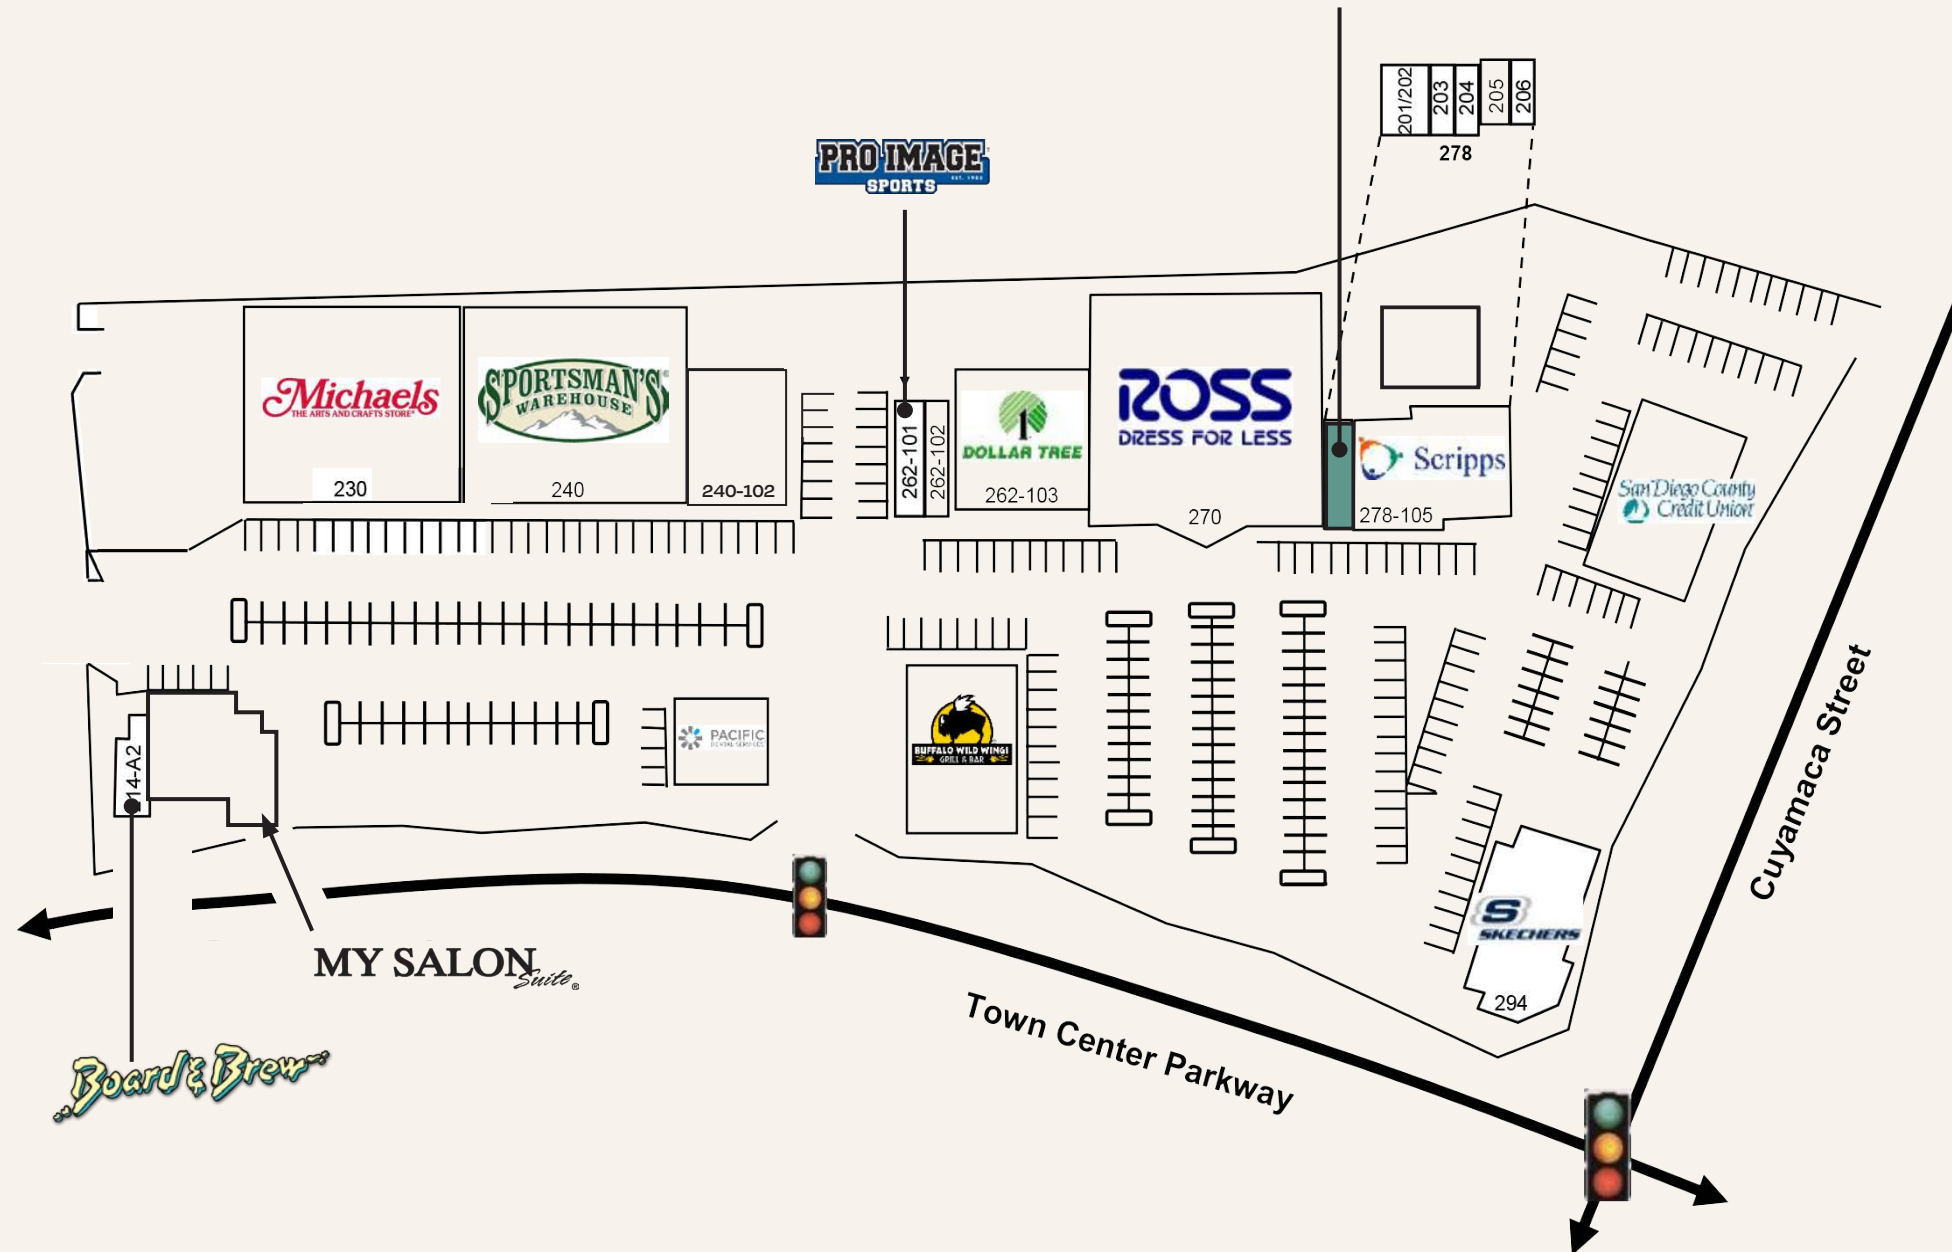 201/202
203
204
205
206
278
PRO IMAGE
SPORTS
Michaels
THE ARTS AND CRAFTS STORE
230
SPORTSMAN'S
WAREHOUSE
240
240-102
262-101
262-102
1
DOLLAR TREE
262-103
ROSS
DRESS FOR LESS
270
Scripps
278-105
San Diego County
Credit Union
14-A2
PACIFIC
DENTAL SERVICES
BUFFALO WILD WINGS
GRILL & BAR
S
SKECHERS
294
MY SALON
Suite®
Board & Brew
Town Center Parkway
Cuyamaca Street